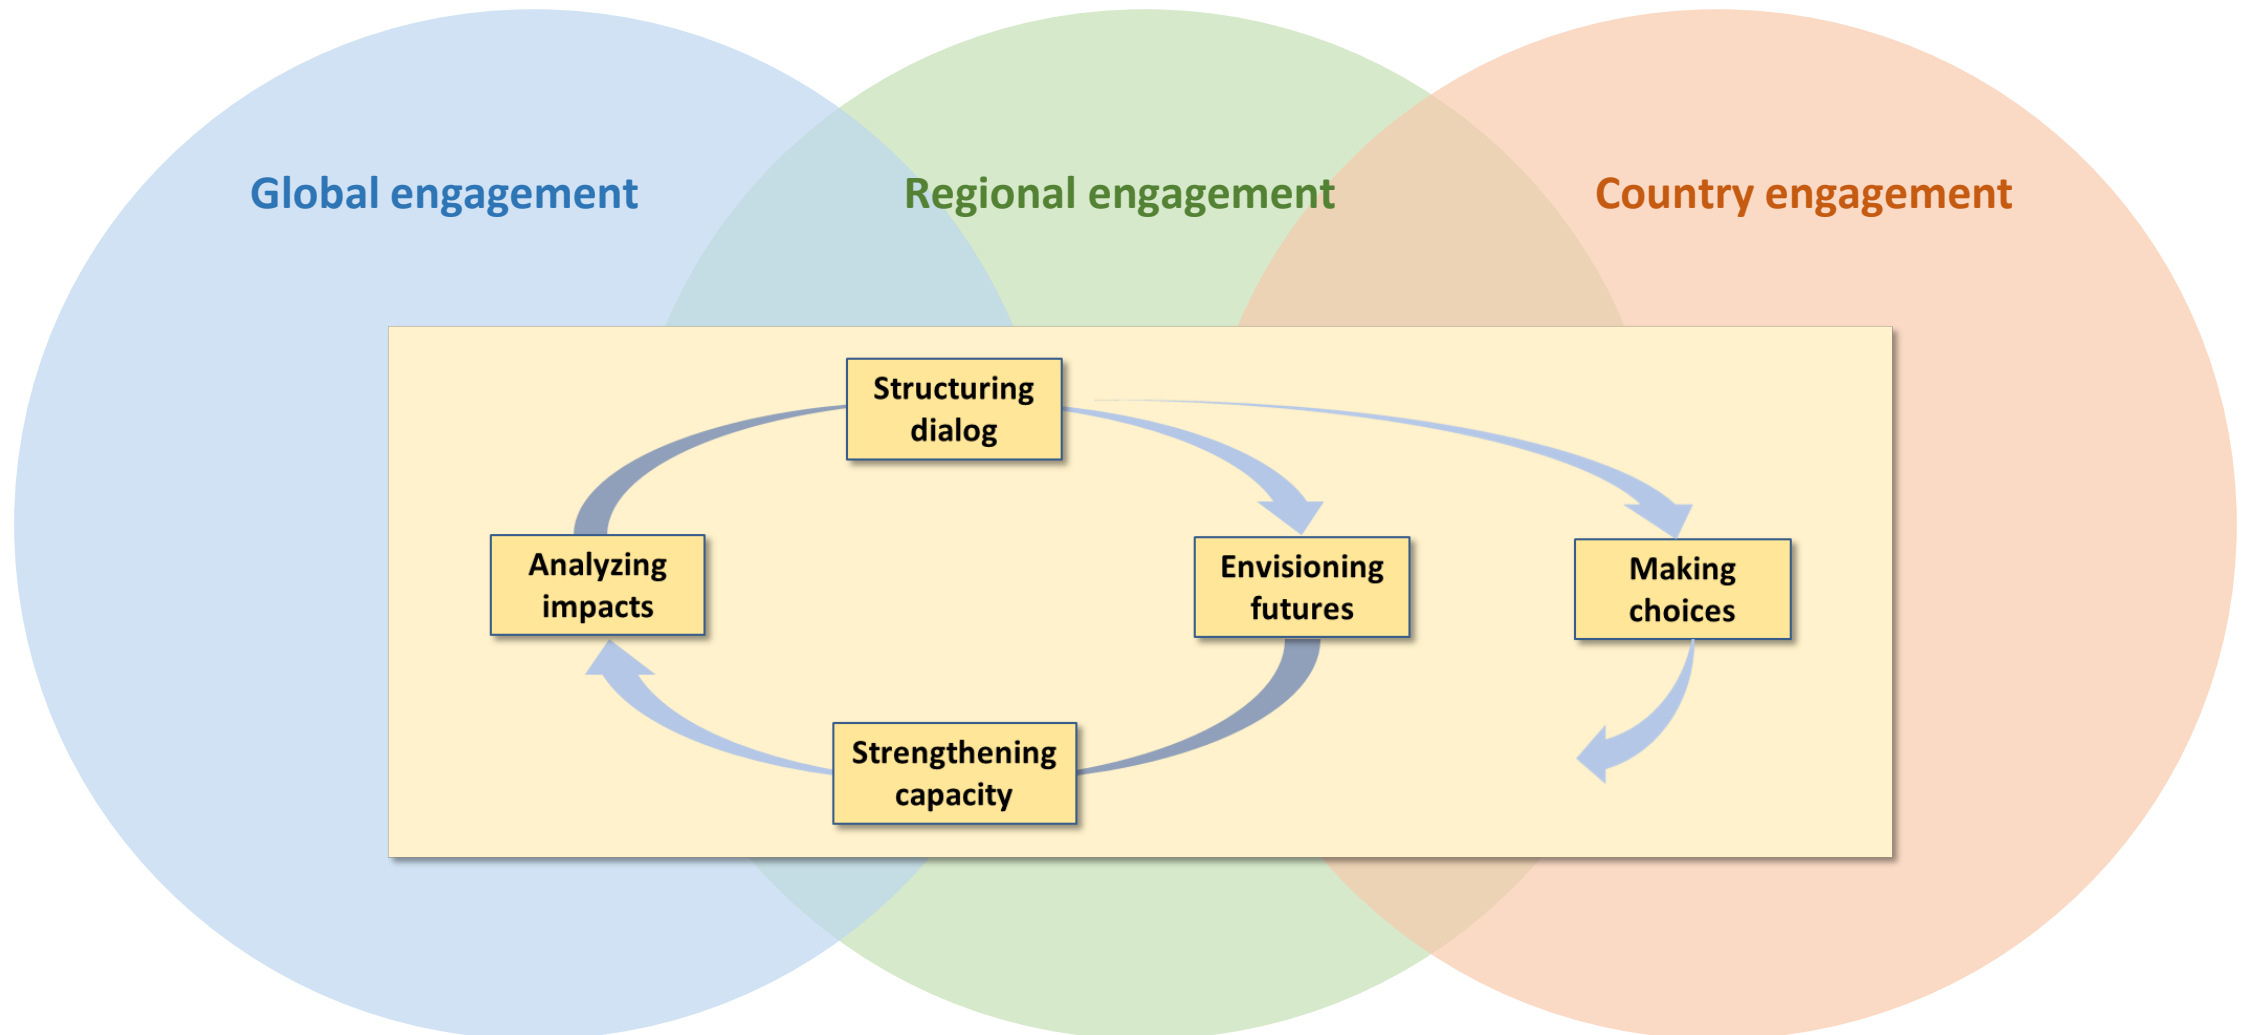 Global engagement
Regional engagement
Country engagement
Structuring
dialog
Analyzing
impacts
Envisioning
futures
Making
choices
Strengthening
capacity